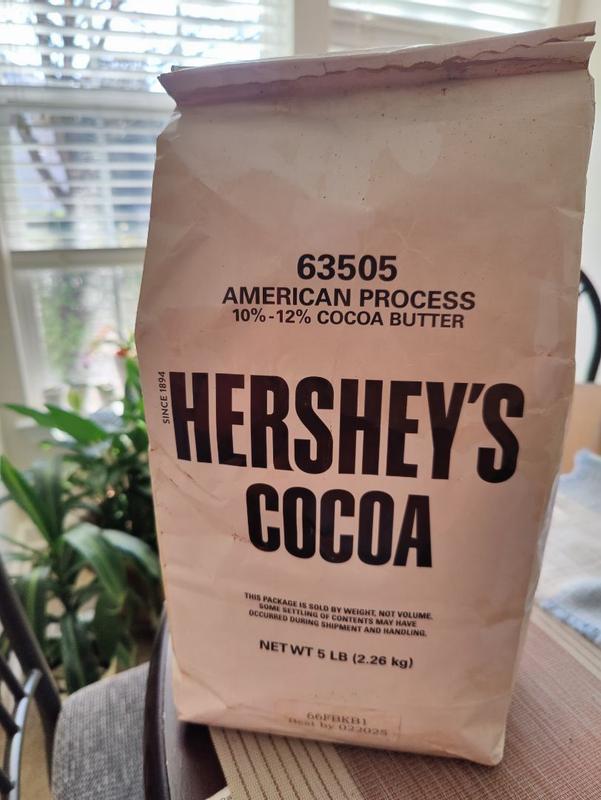 63505
AMERICAN PROCESS
10%-12% COCOA BUTTER
SINCE 1894
HERSHEY'S
COCOA
THIS PACKAGE IS SOLD BY WEIGHT, NOT VOLUME.
SOME SETTLING OF CONTENTS MAY HAVE
OCCURRED DURING SHIPMENT AND HANDLING.
NET WT 5 LB (2.26 kg)
66FBKB1
Best by 022025